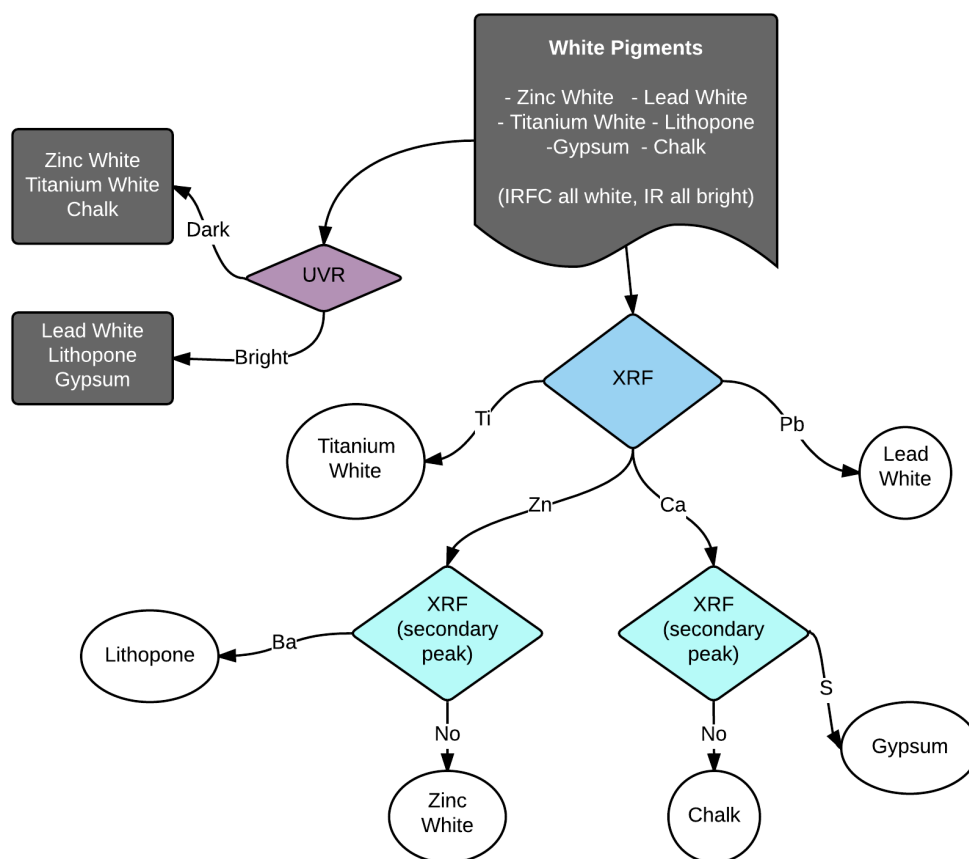 White Pigments
- Zinc White - Lead White
- Titanium White - Lithopone
-Gypsum - Chalk
(IRFC all white, IR all bright)
Zinc White
Titanium White
Chalk
Dark
UVR
Lead White
Lithopone
Gypsum
Bright
XRF
Ti
Titanium
White
Pb
Lead
White
Zn
Ca
XRF
(secondary
peak)
XRF
(secondary
peak)
Ba
Lithopone
S
No
No
Gypsum
Zinc
White
Chalk